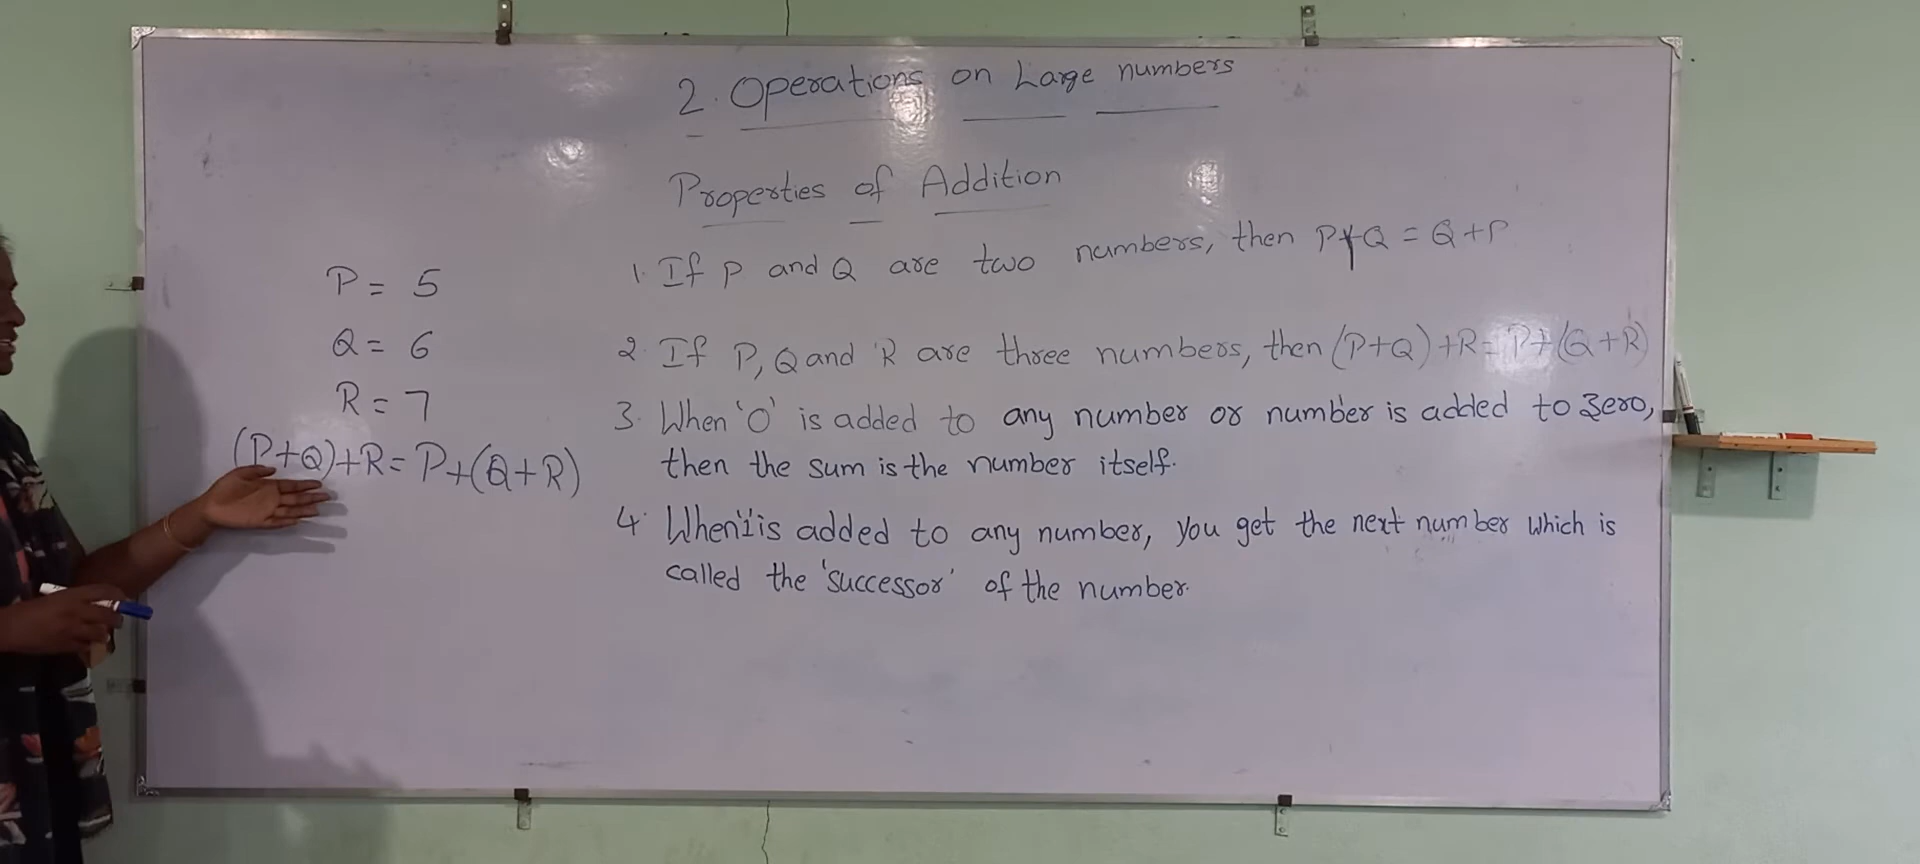 2. Operations on Large numbers
Properties of Addition
P = 5
Q = 6
R = 7
(P+Q)+R = P+(Q+R)
1. If P and Q are two numbers, then P+Q = Q+P
2. If P, Q and R are three numbers, then (P+Q)+R = P+(Q+R)
3. When '0' is added to any number or number is added to zero,
then the sum is the number itself.
4. When '1' is added to any number, you get the next number which is
called the 'successor' of the number.